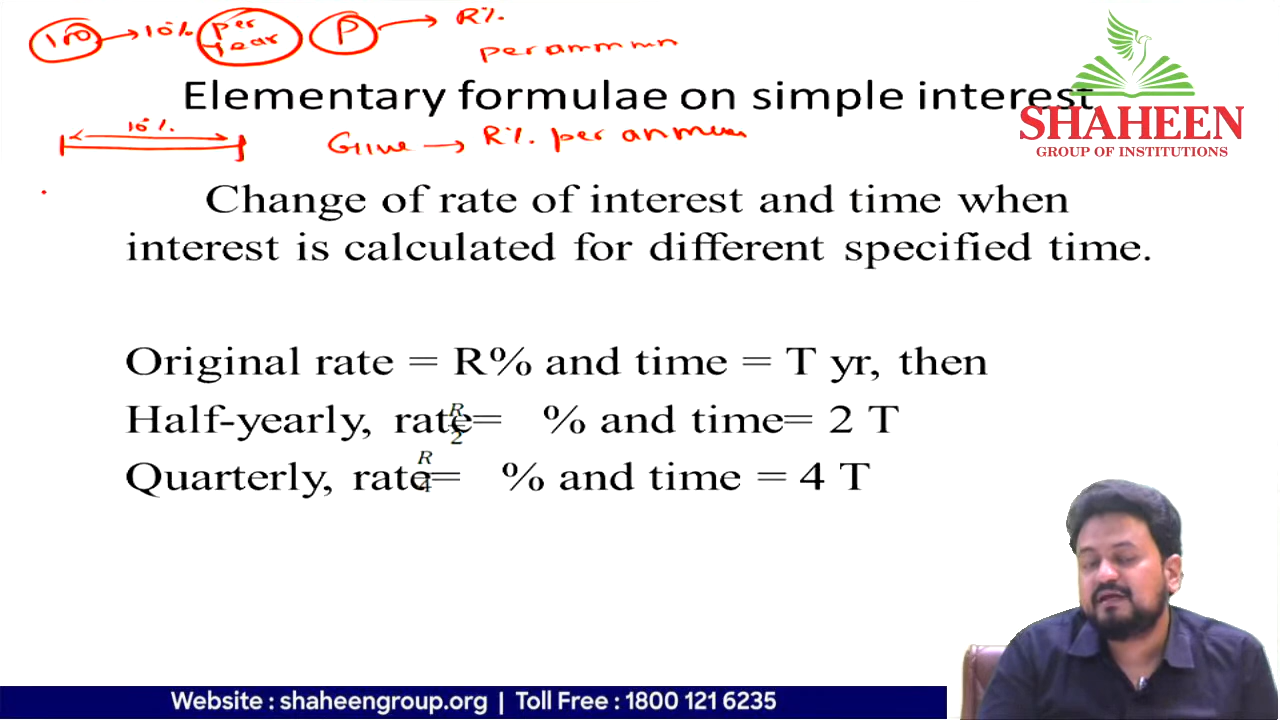 100 → 10% per year P → R%
per annum
Elementary formulae on simple interest
SHAHEEN
GROUP OF INSTITUTIONS
10%
Give → R% per annum
Change of rate of interest and time when
interest is calculated for different specified time.
Original rate = R% and time = T yr, then
Half-yearly, rate= R/2 % and time= 2 T
Quarterly, rate= R/4 % and time = 4 T
Website : shaheengroup.org | Toll Free : 1800 121 6235